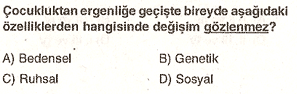 Çocukluktan ergenliğe geçişte bireyde aşağıdaki
özelliklerden hangisinde değişim gözlenmez?
A) Bedensel B) Genetik
C) Ruhsal D) Sosyal